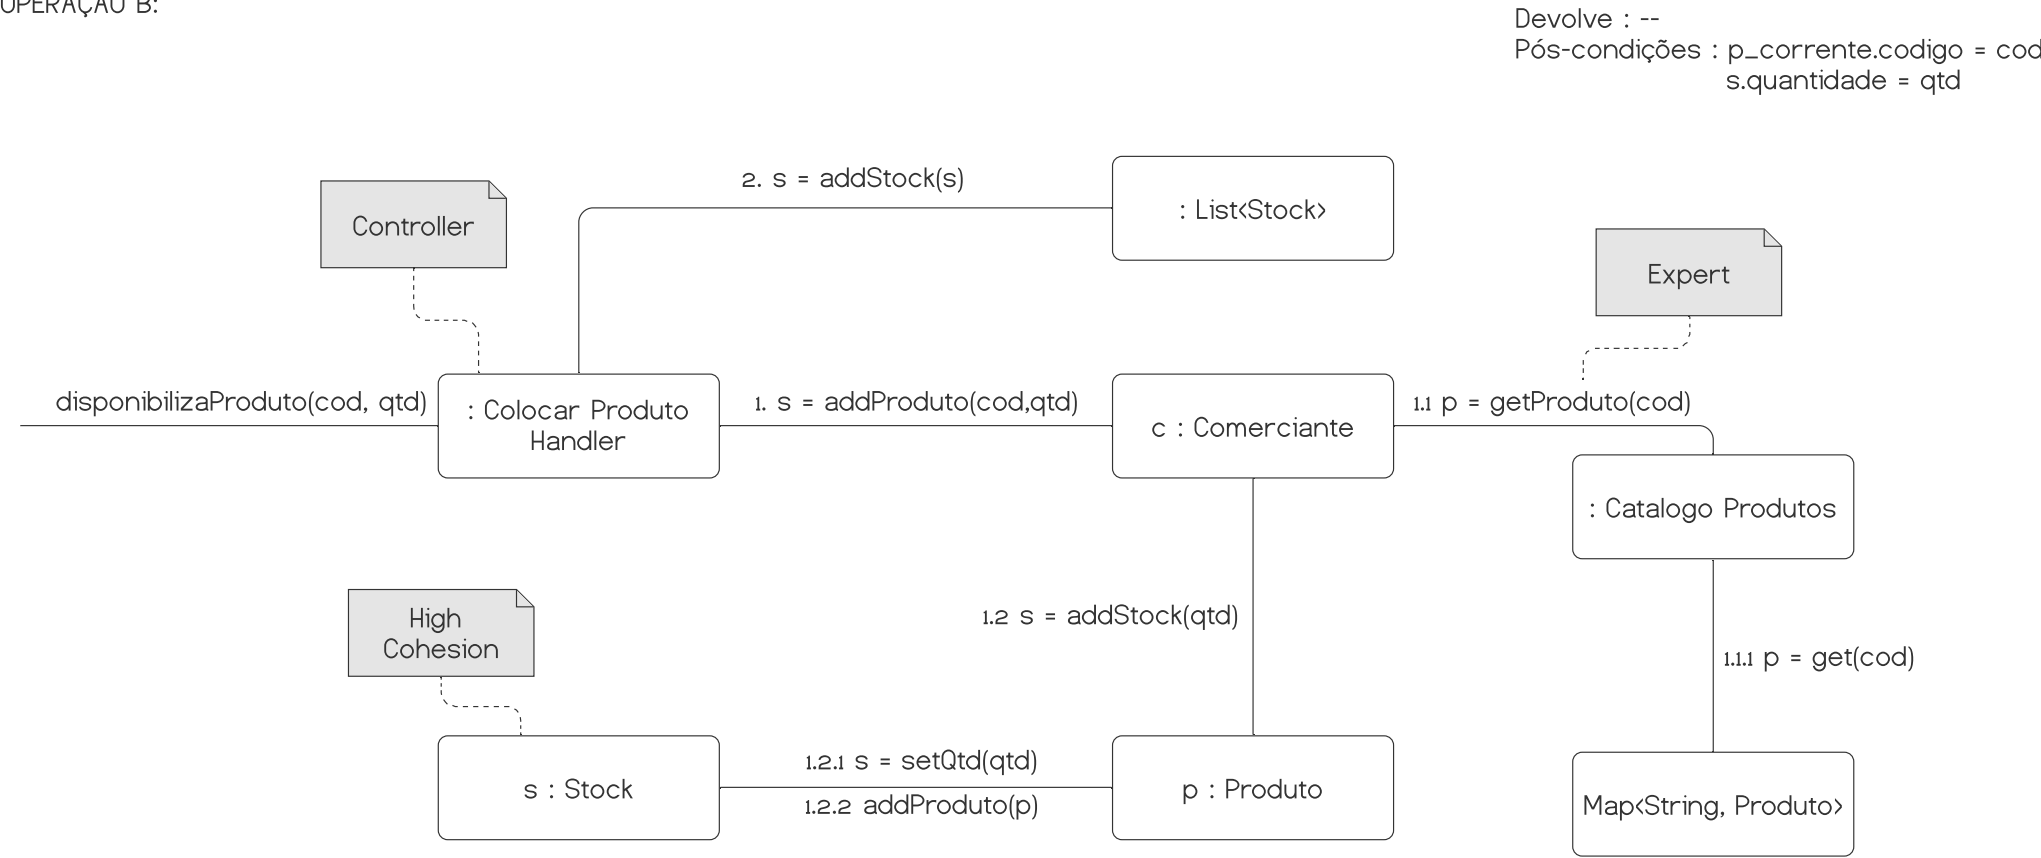 OPERAÇÃO B:
Devolve : --
Pós-condições : p_corrente.codigo = cod
s.quantidade = qtd
2. s = addStock(s)
: List<Stock>
Controller
Expert
disponibilizaProduto(cod, qtd)
: Colocar Produto
Handler
1. s = addProduto(cod,qtd)
c : Comerciante
1.1 p = getProduto(cod)
: Catalogo Produtos
High
Cohesion
1.2 s = addStock(qtd)
1.1.1 p = get(cod)
s : Stock
1.2.1 s = setQtd(qtd)
1.2.2 addProduto(p)
p : Produto
Map<String, Produto>